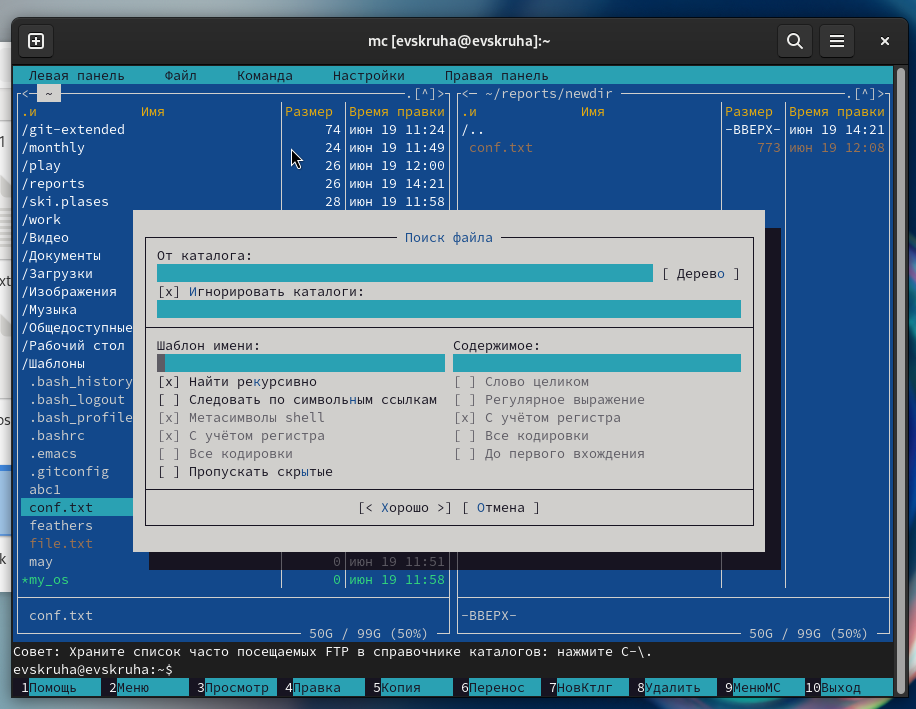 mc [evskruha@evskruha]:~
Левая панель Файл Команда Настройки Правая панель
<─ ~ .[^]> <─ ~/reports/newdir .[^]>
.и Имя Размер Время правки .и Имя Размер Время правки
/git-extended 74 июн 19 11:24 /.. -ВВЕРХ- июн 19 14:21
/monthly 24 июн 19 11:49 conf.txt 773 июн 19 12:08
/play 26 июн 19 12:00
/reports 26 июн 19 14:21
/ski.plases 28 июн 19 11:58
/work
/Видео
/Документы
/Загрузки
/Изображения
/Музыка
/Общедоступные
/Рабочий стол
/Шаблоны
.bash_history
.bash_logout
.bash_profile
.bashrc
.emacs
.gitconfig
abc1
conf.txt
feathers
file.txt
may 0 июн 19 11:51
*my_os 0 июн 19 11:58
Поиск файла
От каталога:
[ Дерево ]
[x] Игнорировать каталоги:
Шаблон имени: Содержимое:
[x] Найти рекурсивно [ ] Слово целиком
[ ] Следовать по символьным ссылкам [ ] Регулярное выражение
[x] Метасимволы shell [x] С учётом регистра
[x] С учётом регистра [ ] Все кодировки
[ ] Все кодировки [ ] До первого вхождения
[ ] Пропускать скрытые
[< Хорошо >] [ Отмена ]
conf.txt -ВВЕРХ-
50G / 99G (50%) 50G / 99G (50%)
Совет: Храните список часто посещаемых FTP в справочнике каталогов: нажмите C-\.
evskruha@evskruha:~$
1Помощь 2Меню 3Просмотр 4Правка 5Копия 6Перенос 7НовКтлг 8Удалить 9МенюMC 10Выход